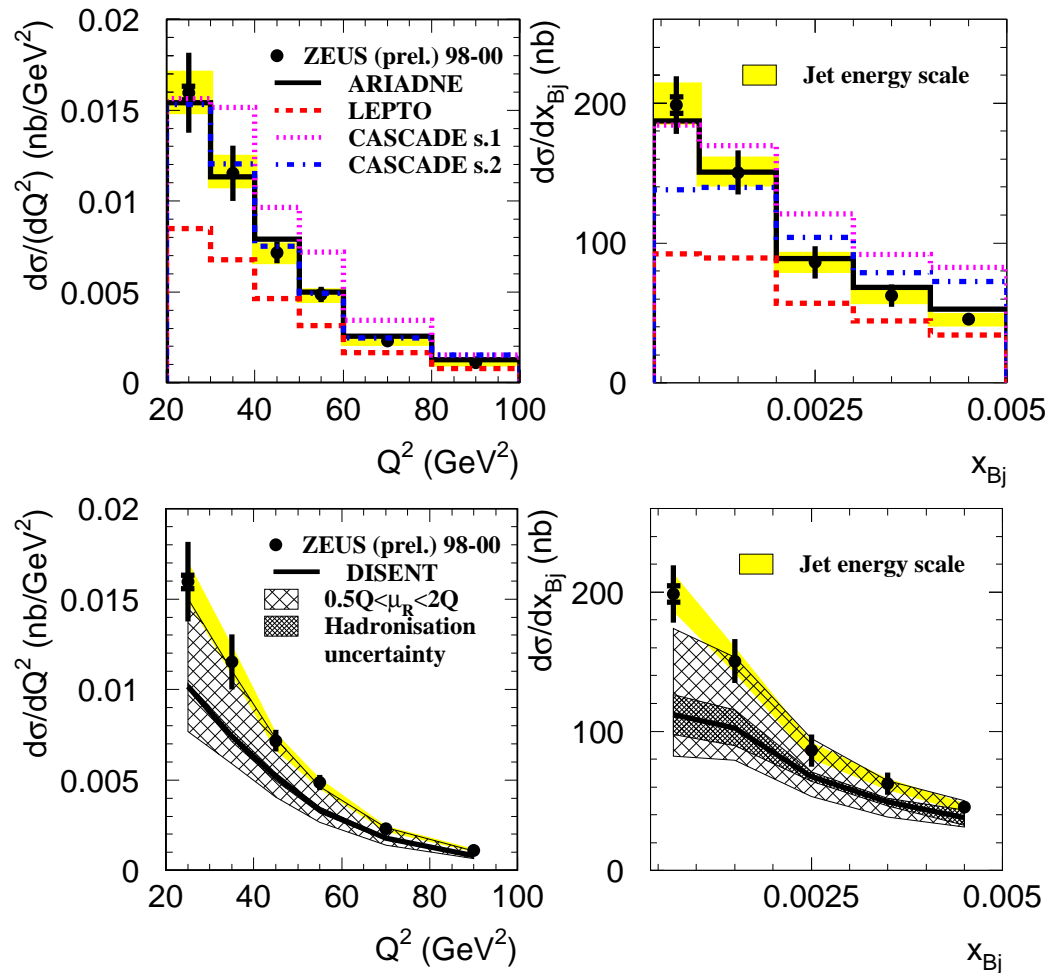 dσ/(dQ²) (nb/GeV²)
0.02
0.015
0.01
0.005
0
ZEUS (prel.) 98-00
ARIADNE
LEPTO
CASCADE s.1
CASCADE s.2
20 40 60 80 100
Q² (GeV²)
dσ/dx_Bj (nb)
200
100
0
Jet energy scale
0.0025 0.005
x_Bj
dσ/dQ² (nb/GeV²)
0.02
0.015
0.01
0.005
0
ZEUS (prel.) 98-00
DISENT
0.5Q<μ_R<2Q
Hadronisation
uncertainty
20 40 60 80 100
Q² (GeV²)
dσ/dx_Bj (nb)
200
100
0
Jet energy scale
0.0025 0.005
x_Bj